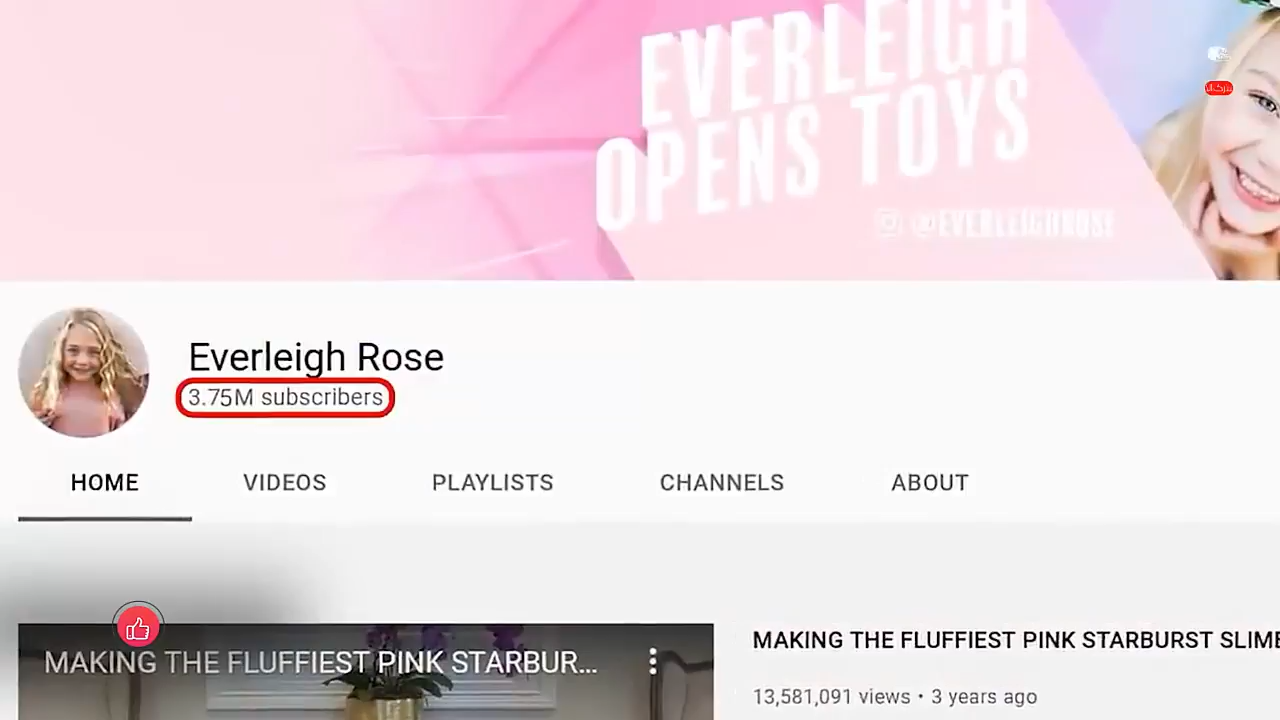 EVERLEIGH
OPENS TOYS
@EVERLEIGHROSE
Everleigh Rose
3.75M subscribers
HOME
VIDEOS
PLAYLISTS
CHANNELS
ABOUT
MAKING THE FLUFFIEST PINK STARBUR...
MAKING THE FLUFFIEST PINK STARBURST SLIME
13,581,091 views • 3 years ago